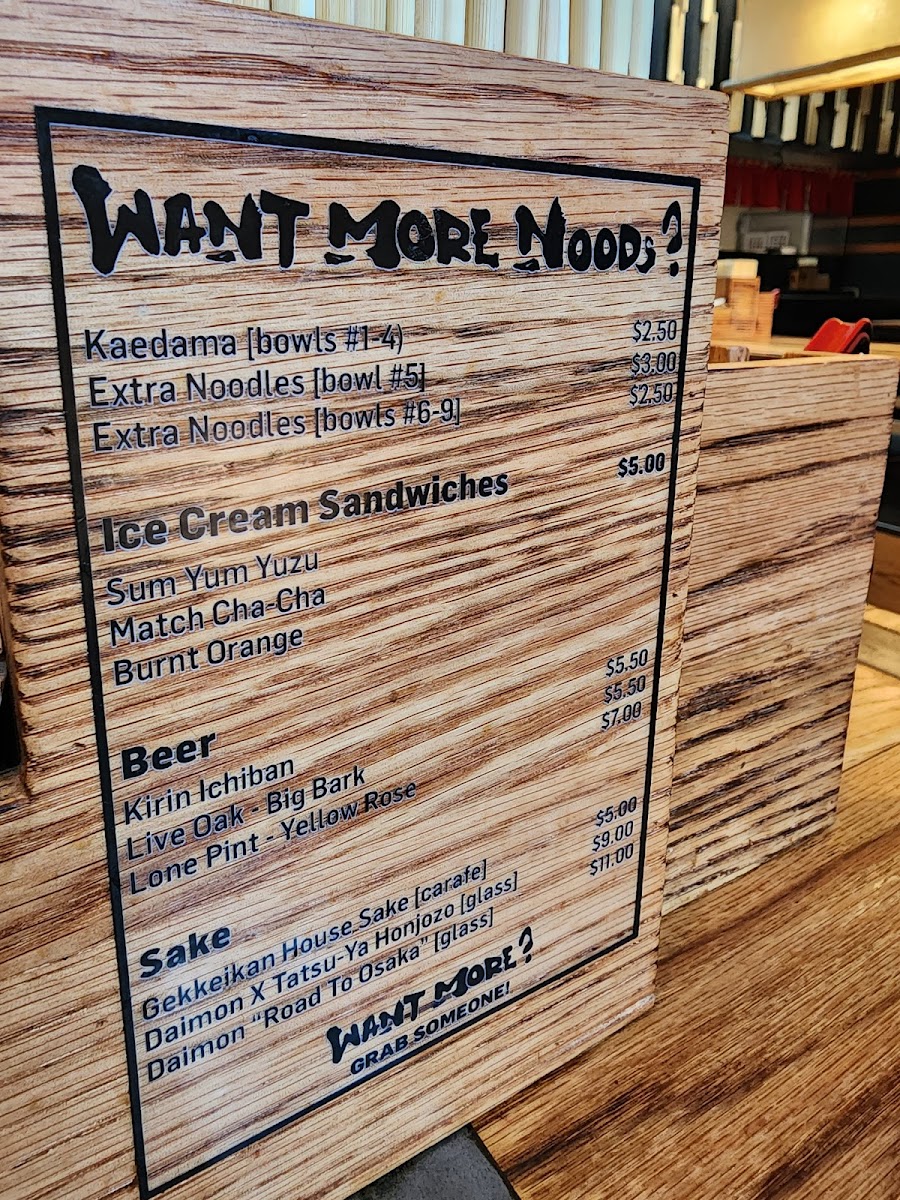 WANT MORE NOODS?
Kaedama [bowls #1-4) $2.50
Extra Noodles [bowl #5] $3.00
Extra Noodles [bowls #6-9] $2.50
Ice Cream Sandwiches $5.00
Sum Yum Yuzu
Match Cha-Cha
Burnt Orange
Beer
Kirin Ichiban $5.50
Live Oak - Big Bark $5.50
Lone Pint - Yellow Rose $7.00
Sake
Gekkeikan House Sake [carafe] $5.00
Daimon X Tatsu-Ya Honjozo [glass] $9.00
Daimon "Road To Osaka" [glass] $11.00
WANT MORE?
GRAB SOMEONE!